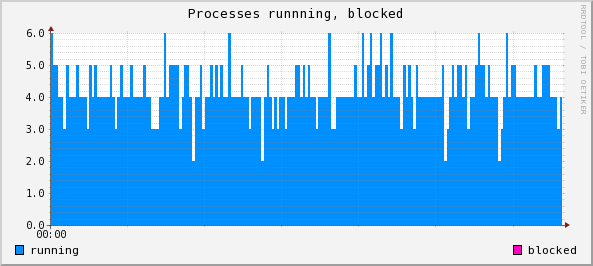 Processes runnning, blocked
6.0
5.0
4.0
3.0
2.0
1.0
0.0
00:00
running
blocked
RRDTOOL / TOBI OETIKER